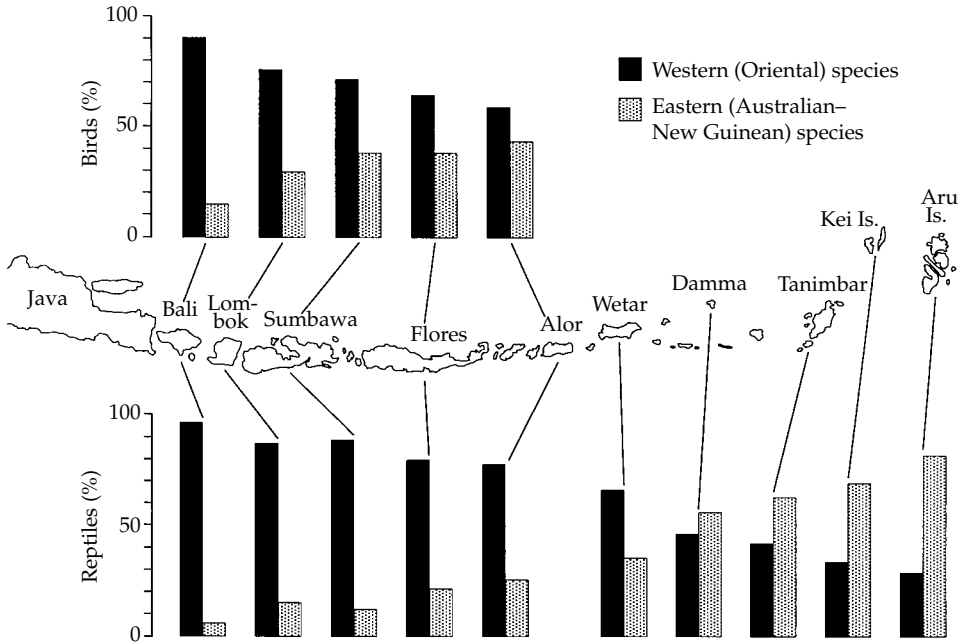 100
50
0
Birds (%)
Western (Oriental) species
Eastern (Australian–
New Guinean) species
Java
Bali
Lom-
bok
Sumbawa
Flores
Alor
Wetar
Damma
Tanimbar
Kei Is.
Aru
Is.
100
50
0
Reptiles (%)